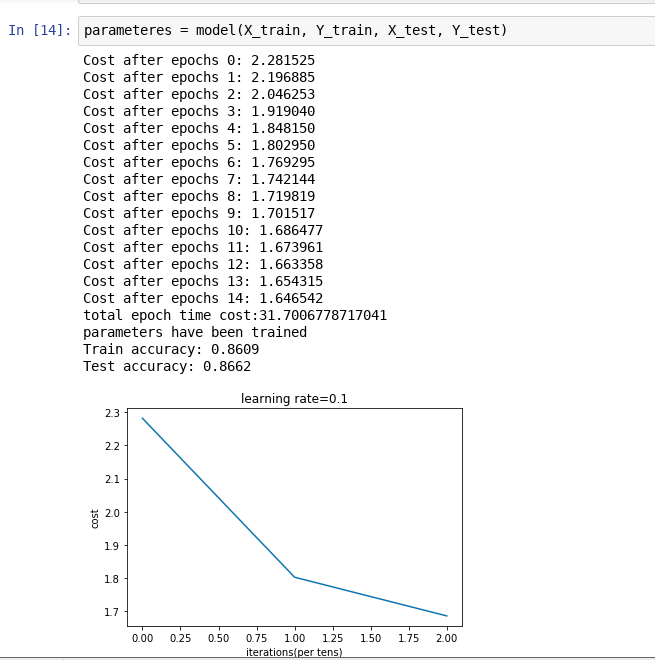 In [14]: parameteres = model(X_train, Y_train, X_test, Y_test)
Cost after epochs 0: 2.281525
Cost after epochs 1: 2.196885
Cost after epochs 2: 2.046253
Cost after epochs 3: 1.919040
Cost after epochs 4: 1.848150
Cost after epochs 5: 1.802950
Cost after epochs 6: 1.769295
Cost after epochs 7: 1.742144
Cost after epochs 8: 1.719819
Cost after epochs 9: 1.701517
Cost after epochs 10: 1.686477
Cost after epochs 11: 1.673961
Cost after epochs 12: 1.663358
Cost after epochs 13: 1.654315
Cost after epochs 14: 1.646542
total epoch time cost:31.7006778717041
parameters have been trained
Train accuracy: 0.8609
Test accuracy: 0.8662
learning rate=0.1
2.3
2.2
2.1
2.0
1.9
1.8
1.7
cost
0.00 0.25 0.50 0.75 1.00 1.25 1.50 1.75 2.00
iterations(per tens)